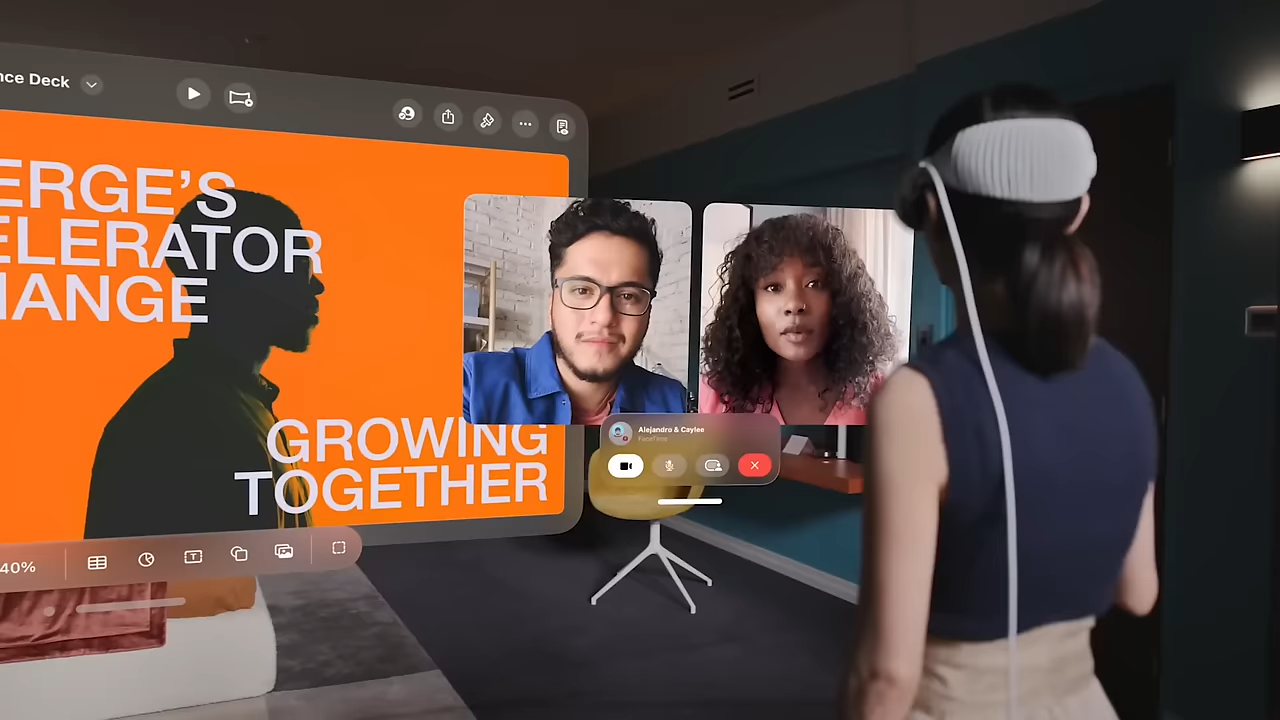 nce Deck
ERGE'S
ELERATOR
HANGE
GROWING
TOGETHER
Alejandro & Caylee
FaceTime
40%
T